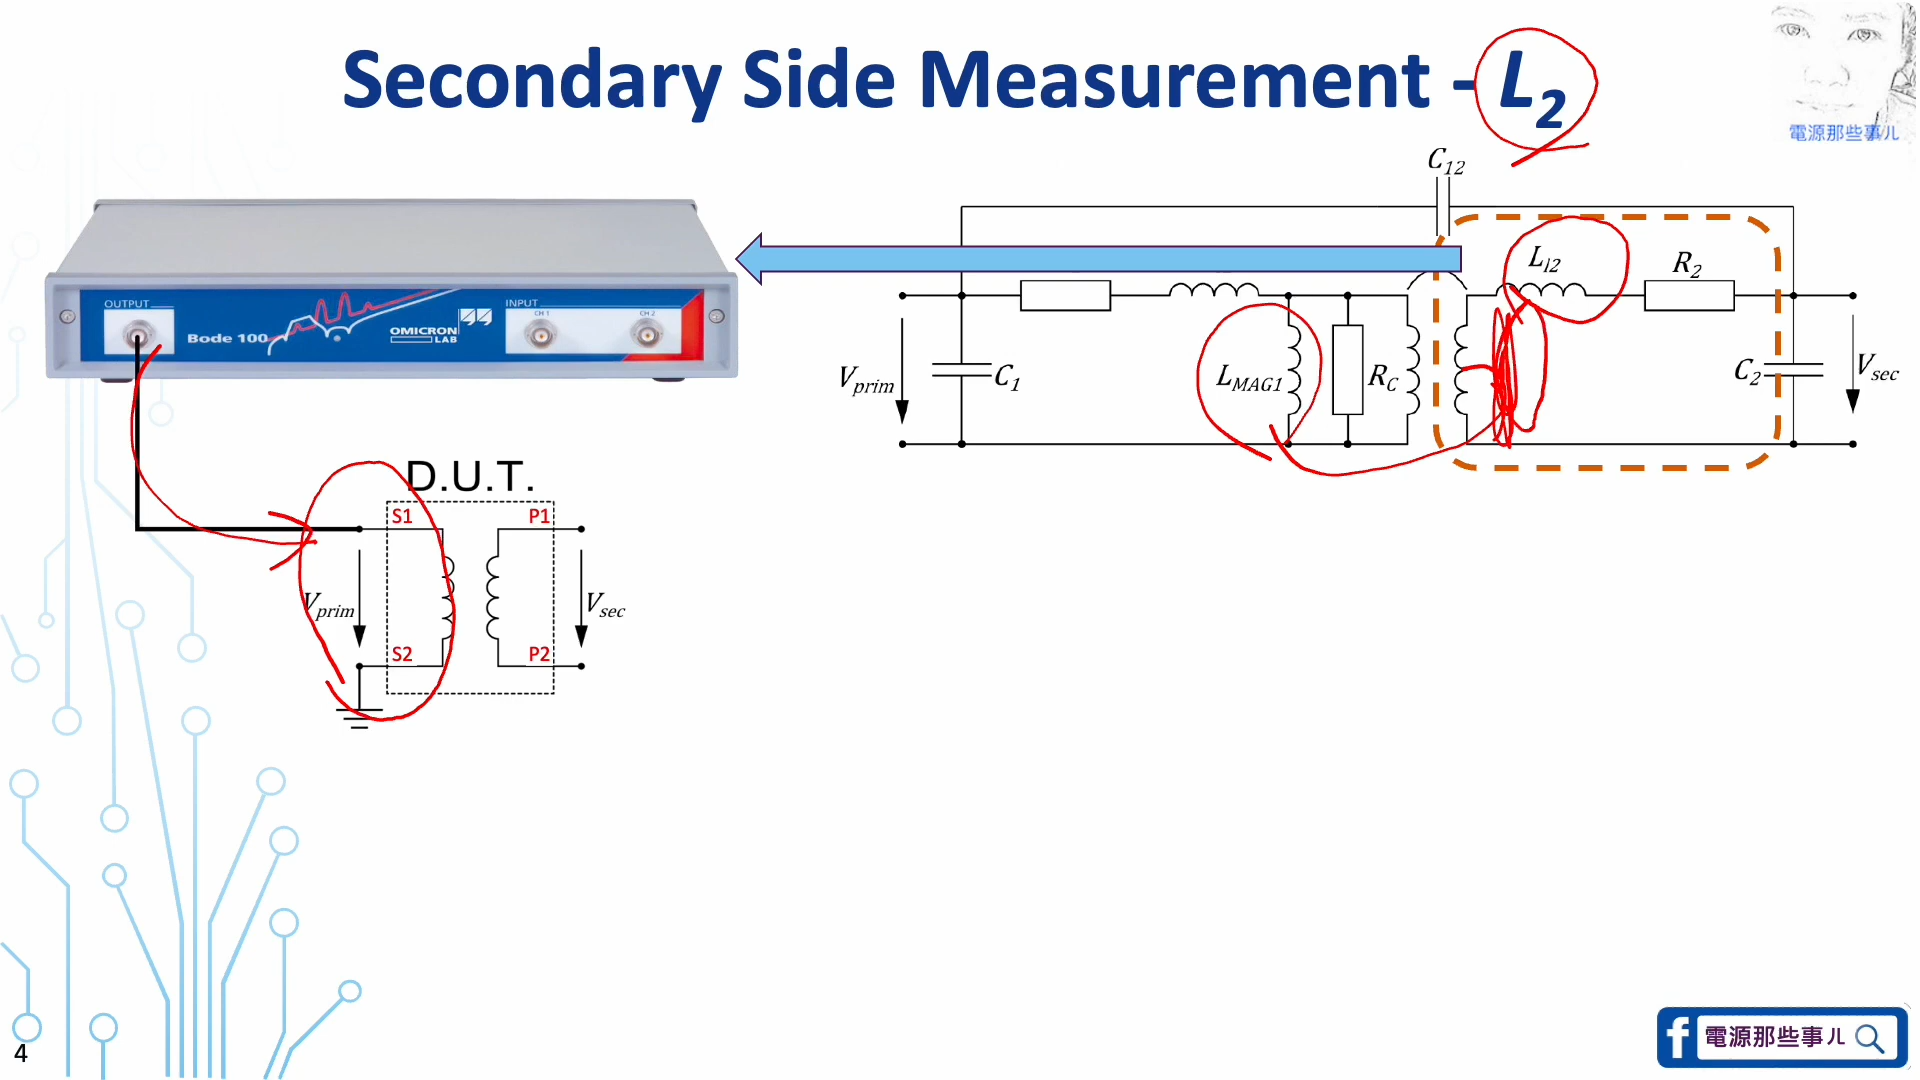 Secondary Side Measurement - L2
電源那些事儿
C12
OUTPUT
INPUT
CH 1
CH 2
Bode 100
OMICRON
LAB
Ll2
R2
Vprim
C1
LMAG1
RC
C2
Vsec
D.U.T.
S1
P1
Vprim
Vsec
S2
P2
電源那些事儿
4